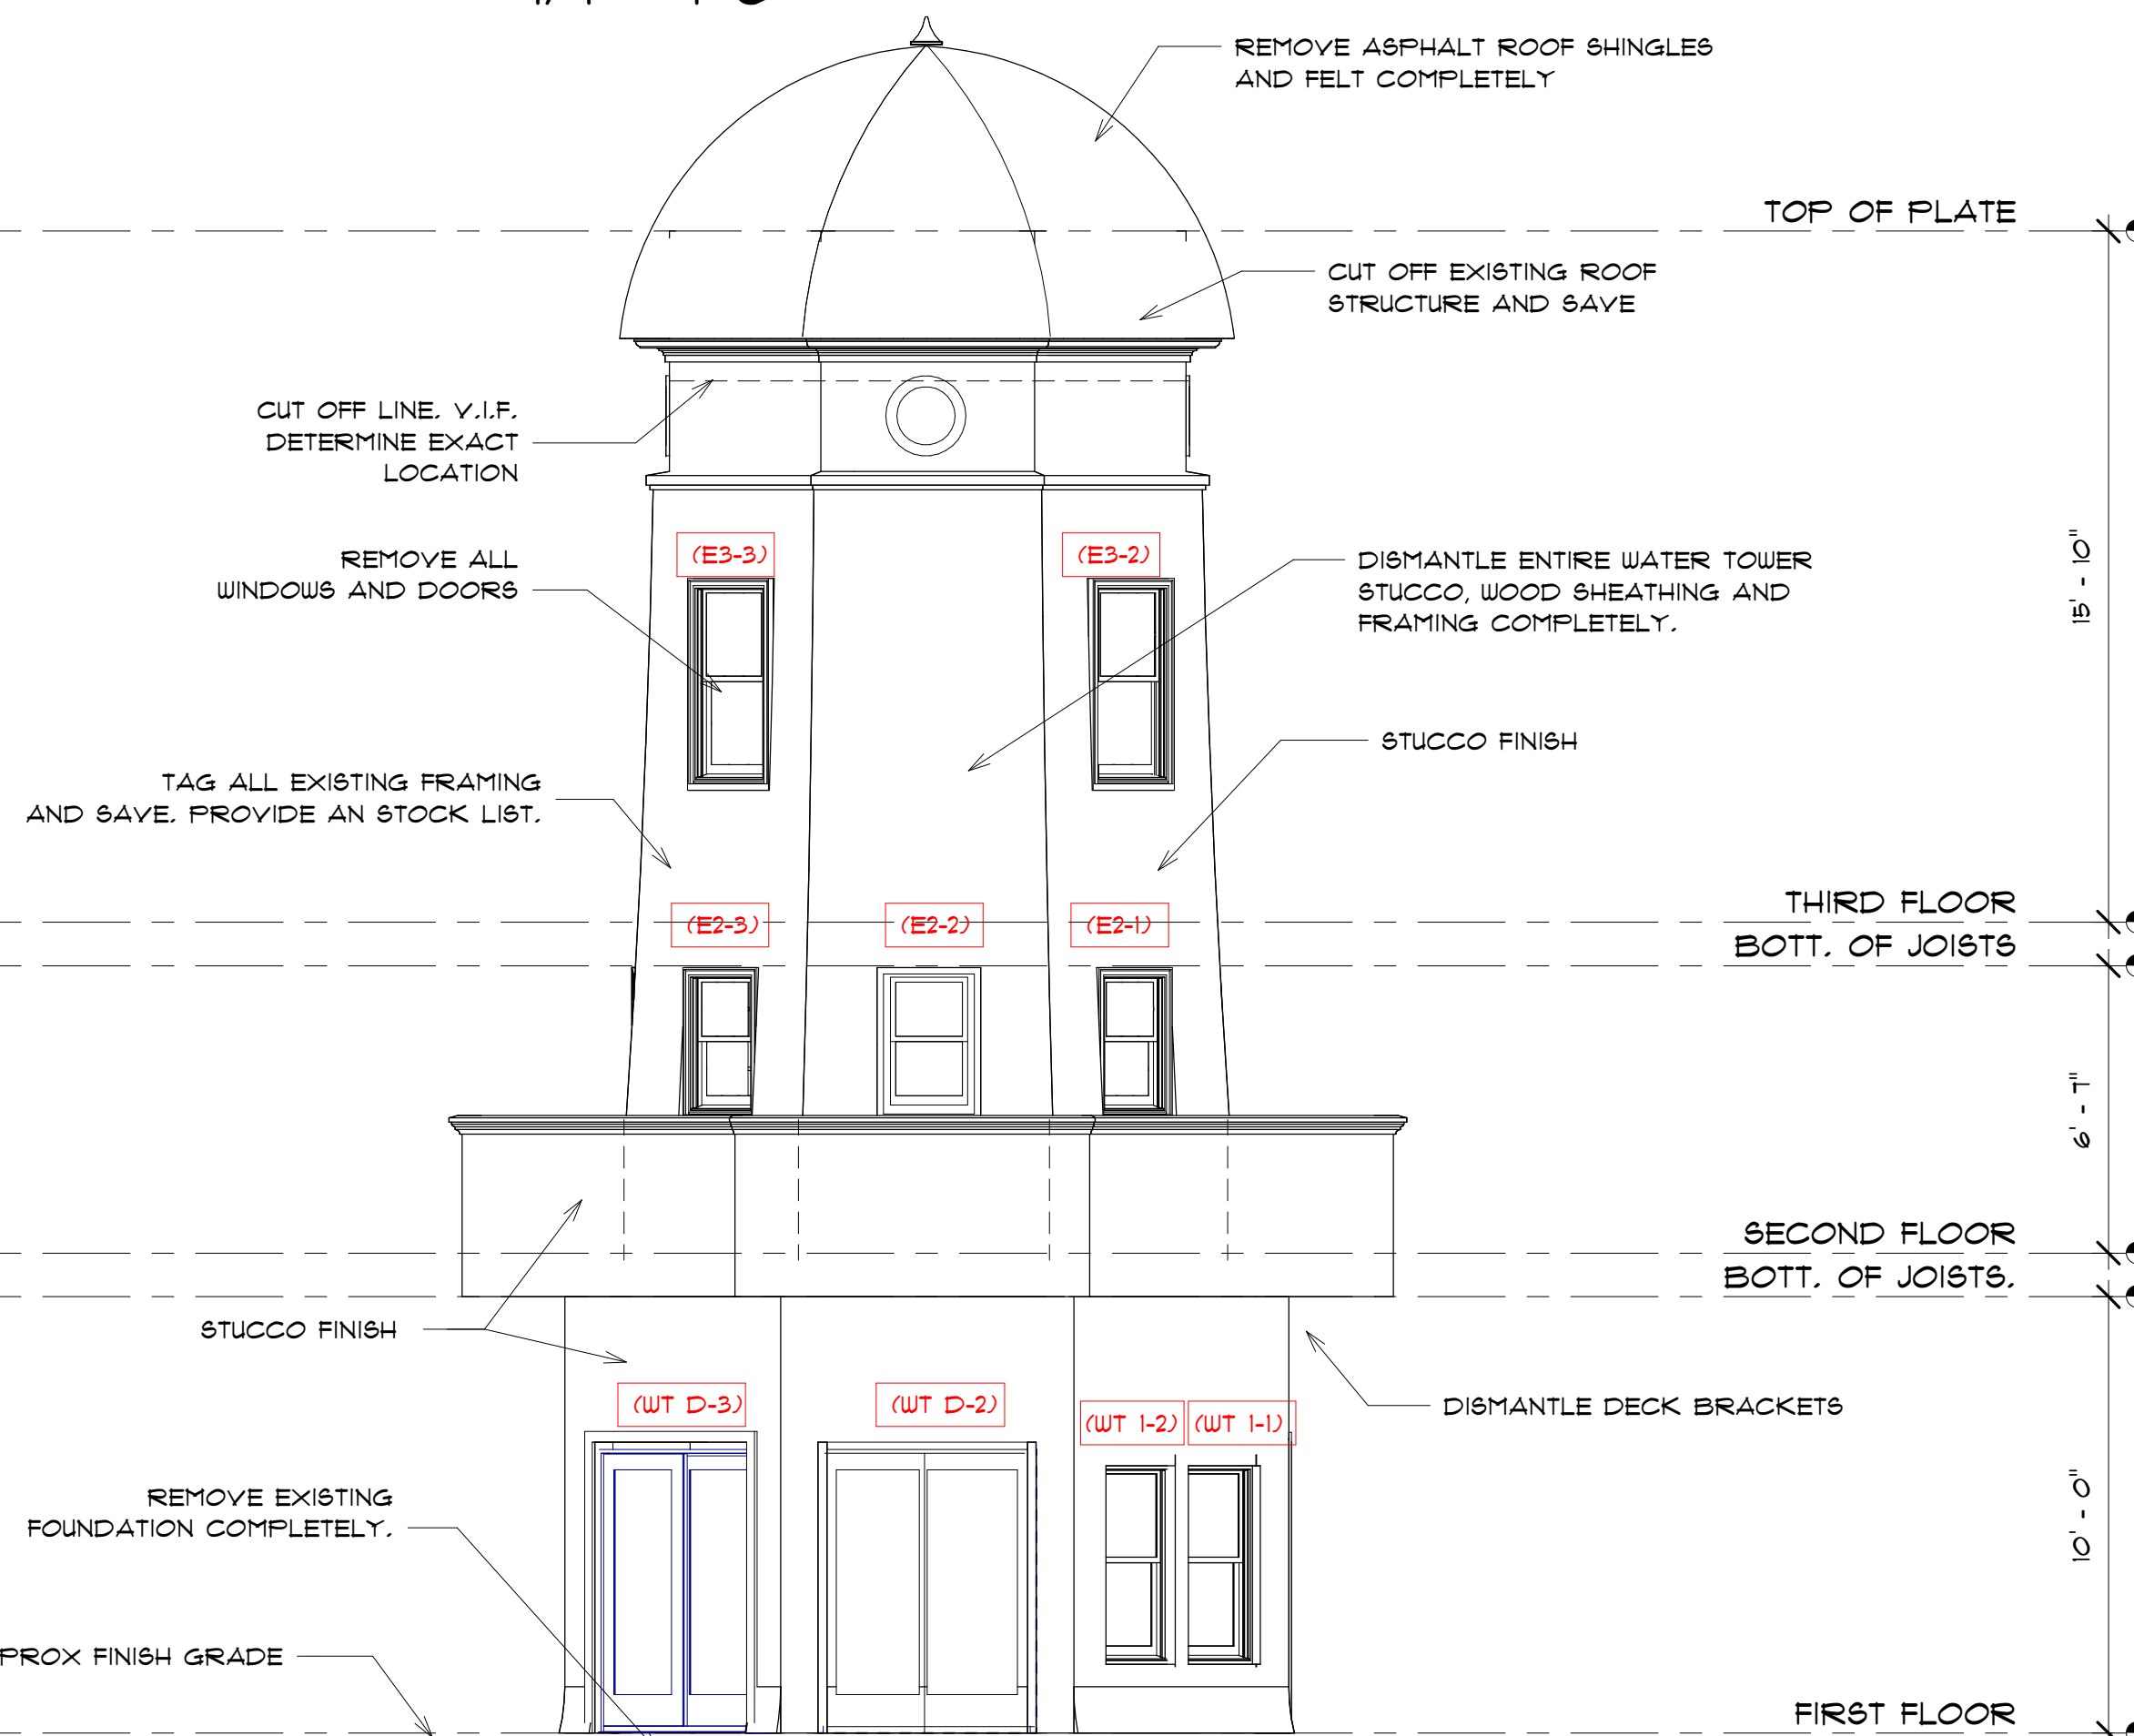 REMOVE ASPHALT ROOF SHINGLES
AND FELT COMPLETELY
TOP OF PLATE
CUT OFF EXISTING ROOF
STRUCTURE AND SAVE
CUT OFF LINE. V.I.F.
DETERMINE EXACT
LOCATION
(E3-3)
(E3-2)
REMOVE ALL
WINDOWS AND DOORS
DISMANTLE ENTIRE WATER TOWER
STUCCO, WOOD SHEATHING AND
FRAMING COMPLETELY.
15' - 10"
STUCCO FINISH
TAG ALL EXISTING FRAMING
AND SAVE. PROVIDE AN STOCK LIST.
THIRD FLOOR
(E2-3)
(E2-2)
(E2-1)
BOTT. OF JOISTS
6' - 7"
SECOND FLOOR
BOTT. OF JOISTS.
STUCCO FINISH
(WT D-3)
(WT D-2)
(WT 1-2)
(WT 1-1)
DISMANTLE DECK BRACKETS
REMOVE EXISTING
FOUNDATION COMPLETELY.
10' - 0"
PROX FINISH GRADE
FIRST FLOOR